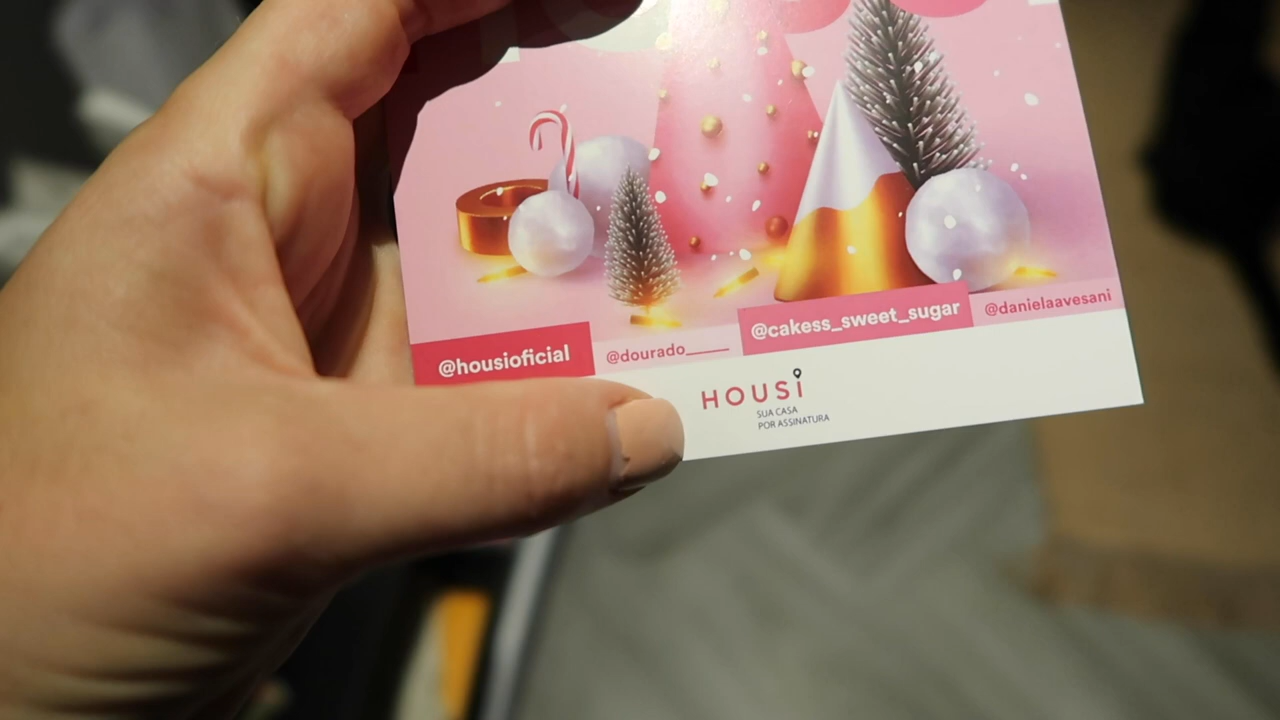 @housioficial
@dourado_____
@cakess_sweet_sugar
@danielaavesani
HOUSi
SUA CASA
POR ASSINATURA